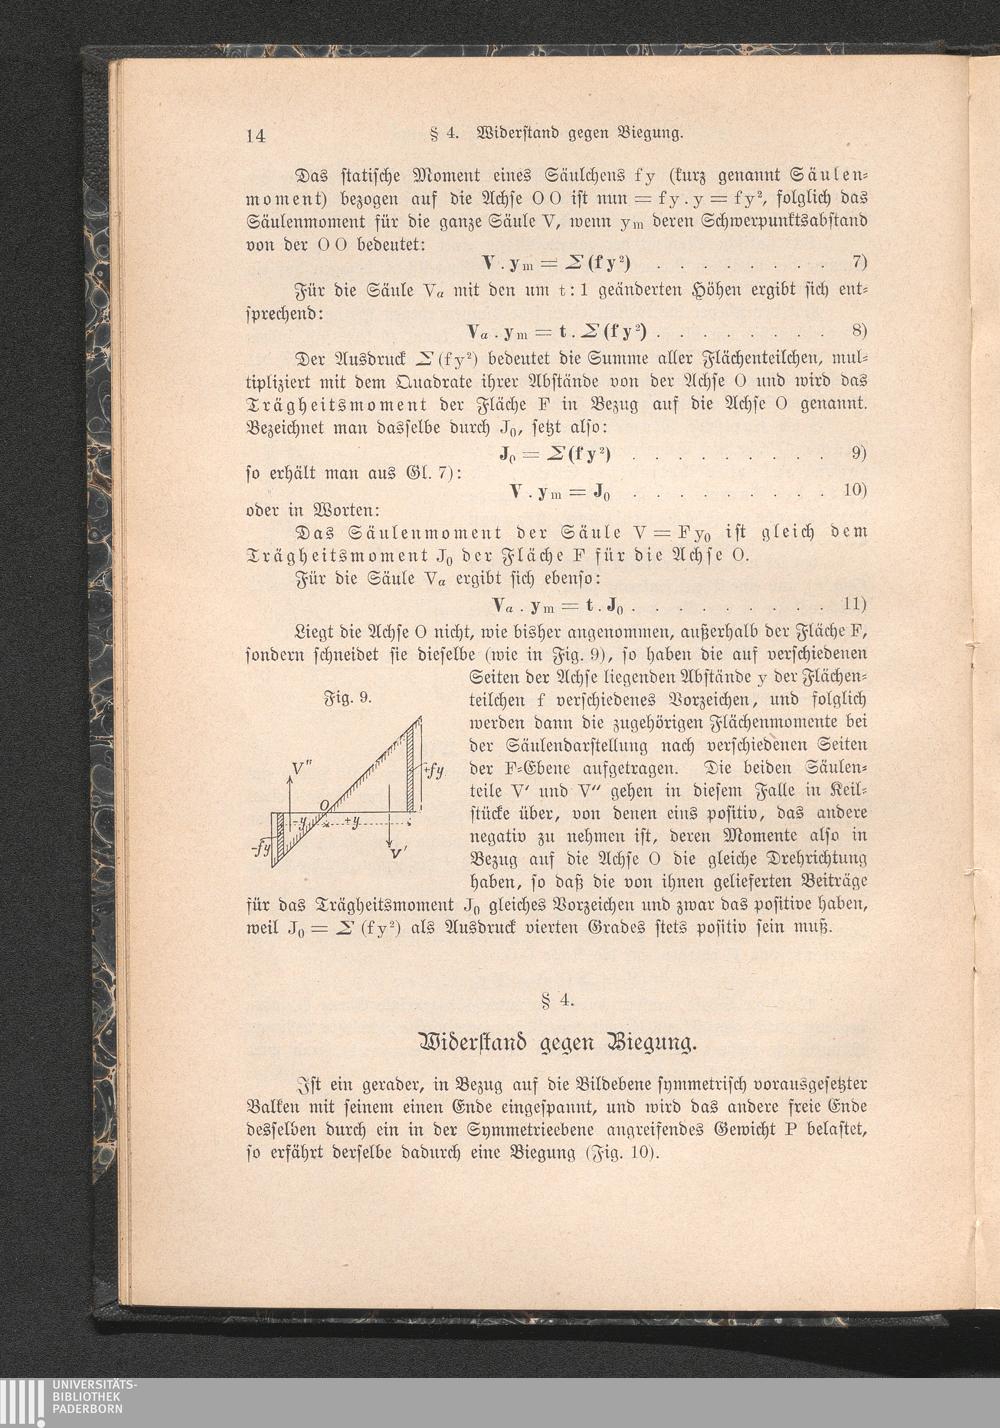 14
§ 4. Widerstand gegen Biegung.
Das statische Moment eines Säulchens f y (kurz genannt Säulen-
moment) bezogen auf die Achse O O ist nun = f y . y = f y², folglich das
Säulenmoment für die ganze Säule V, wenn yₘ deren Schwerpunktsabstand
von der O O bedeutet:
V . yₘ = Σ (f y²) . . . . . . . . 7)
Für die Säule Vₐ mit den um t : 1 geänderten Höhen ergibt sich ent-
sprechend:
Vₐ . yₘ = t . Σ (f y²) . . . . . . . . 8)
Der Ausdruck Σ (f y²) bedeutet die Summe aller Flächenteilchen, mul-
tipliziert mit dem Quadrate ihrer Abstände von der Achse O und wird das
Trägheitsmoment der Fläche F in Bezug auf die Achse O genannt.
Bezeichnet man dasselbe durch J₀, setzt also:
J₀ = Σ (f y²) . . . . . . . . . 9)
so erhält man aus Gl. 7):
V . yₘ = J₀ . . . . . . . . . 10)
oder in Worten:
Das Säulenmoment der Säule V = F y₀ ist gleich dem
Trägheitsmoment J₀ der Fläche F für die Achse O.
Für die Säule Vₐ ergibt sich ebenso:
Vₐ . yₘ = t . J₀ . . . . . . . . . 11)
Liegt die Achse O nicht, wie bisher angenommen, außerhalb der Fläche F,
sondern schneidet sie dieselbe (wie in Fig. 9), so haben die auf verschiedenen
Seiten der Achse liegenden Abstände y der Flächen-
teilchen f verschiedenes Vorzeichen, und folglich
werden dann die zugehörigen Flächenmomente bei
der Säulendarstellung nach verschiedenen Seiten
der F-Ebene aufgetragen. Die beiden Säulen-
teile V′ und V″ gehen in diesem Falle in Keil-
stücke über, von denen eins positiv, das andere
negativ zu nehmen ist, deren Momente also in
Bezug auf die Achse O die gleiche Drehrichtung
haben, so daß die von ihnen gelieferten Beiträge
Fig. 9.
V″
+fy
O
-y
+y
-fy
V′
für das Trägheitsmoment J₀ gleiches Vorzeichen und zwar das positive haben,
weil J₀ = Σ (f y²) als Ausdruck vierten Grades stets positiv sein muß.
§ 4.
Widerstand gegen Biegung.
Ist ein gerader, in Bezug auf die Bildebene symmetrisch vorausgesetzter
Balken mit seinem einen Ende eingespannt, und wird das andere freie Ende
desselben durch ein in der Symmetrieebene angreifendes Gewicht P belastet,
so erfährt derselbe dadurch eine Biegung (Fig. 10).
UNIVERSITÄTS-
BIBLIOTHEK
PADERBORN